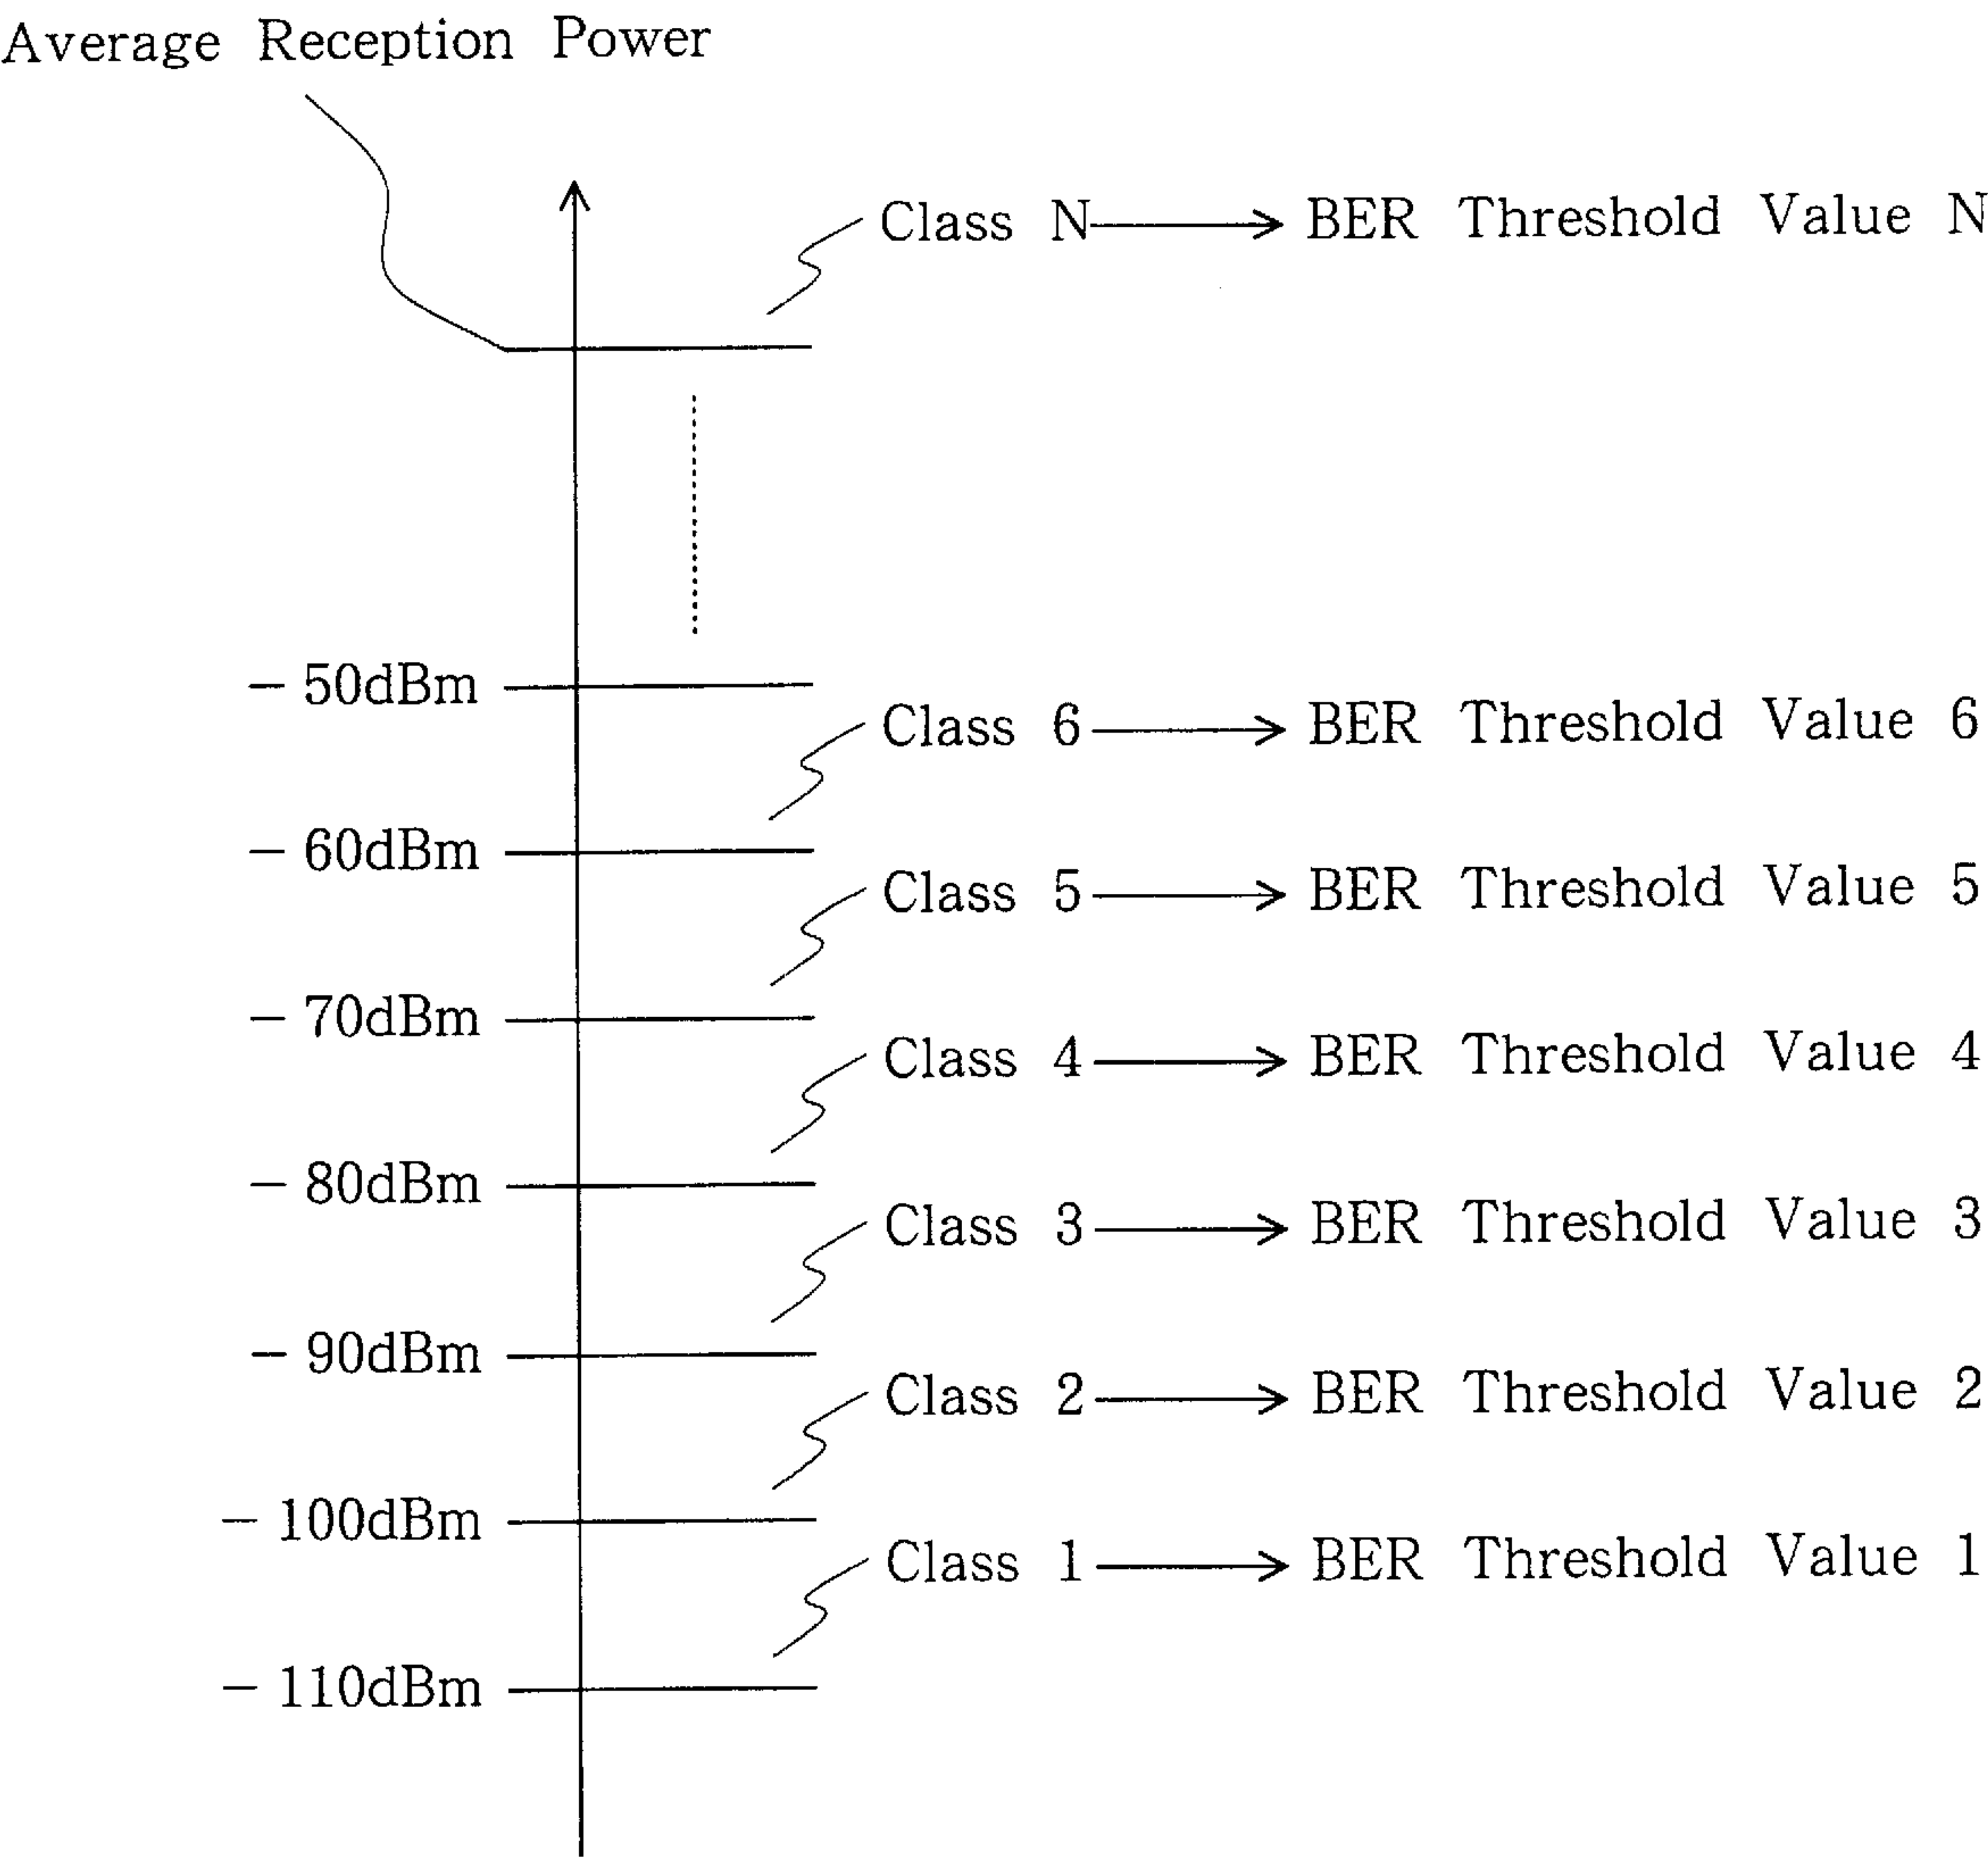 Average Reception Power
Class N BER Threshold Value N
− 50dBm
Class 6 BER Threshold Value 6
− 60dBm
Class 5 BER Threshold Value 5
− 70dBm
Class 4 BER Threshold Value 4
− 80dBm
Class 3 BER Threshold Value 3
− 90dBm
Class 2 BER Threshold Value 2
− 100dBm
Class 1 BER Threshold Value 1
− 110dBm